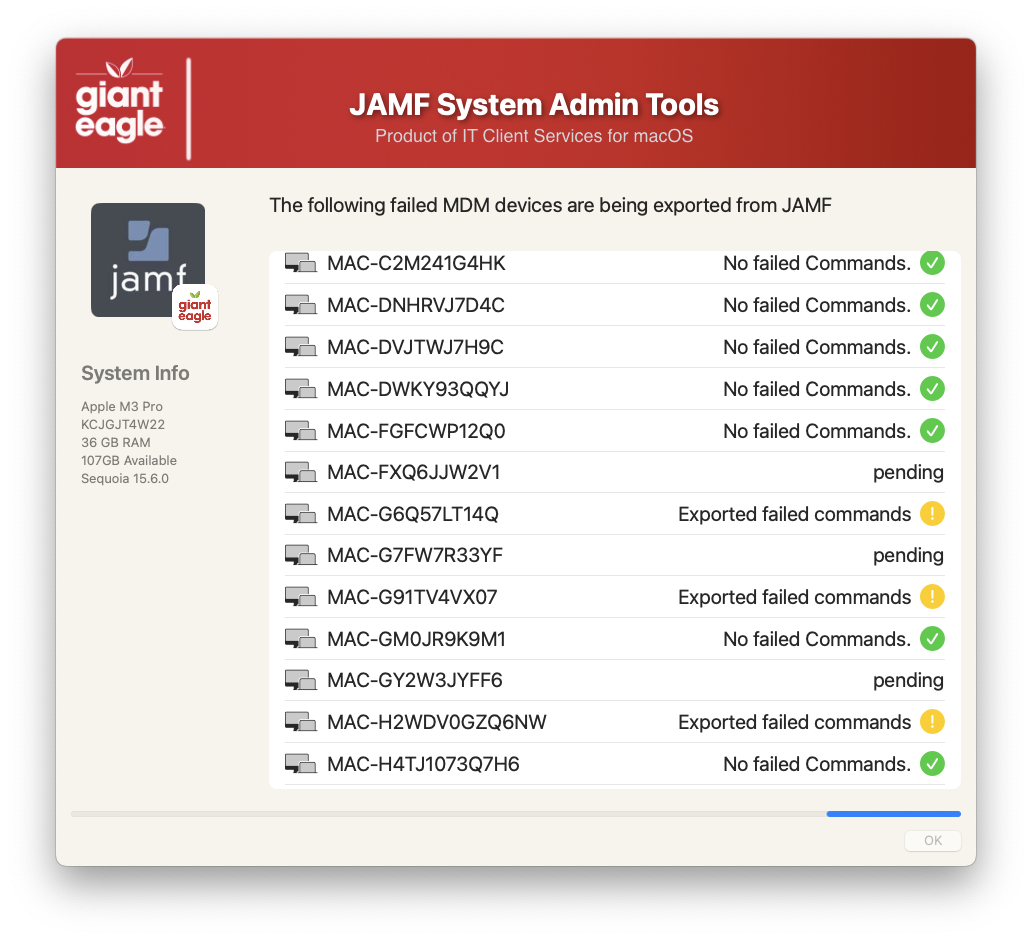 giant
eagle
JAMF System Admin Tools
Product of IT Client Services for macOS
The following failed MDM devices are being exported from JAMF
jamf
giant
eagle
System Info
Apple M3 Pro
KCJGJT4W22
36 GB RAM
107GB Available
Sequoia 15.6.0
MAC-C2M241G4HK No failed Commands.
MAC-DNHRVJ7D4C No failed Commands.
MAC-DVJTWJ7H9C No failed Commands.
MAC-DWKY93QQYJ No failed Commands.
MAC-FGFCWP12Q0 No failed Commands.
MAC-FXQ6JJW2V1 pending
MAC-G6Q57LT14Q Exported failed commands
MAC-G7FW7R33YF pending
MAC-G91TV4VX07 Exported failed commands
MAC-GM0JR9K9M1 No failed Commands.
MAC-GY2W3JYFF6 pending
MAC-H2WDV0GZQ6NW Exported failed commands
MAC-H4TJ1073Q7H6 No failed Commands.
OK